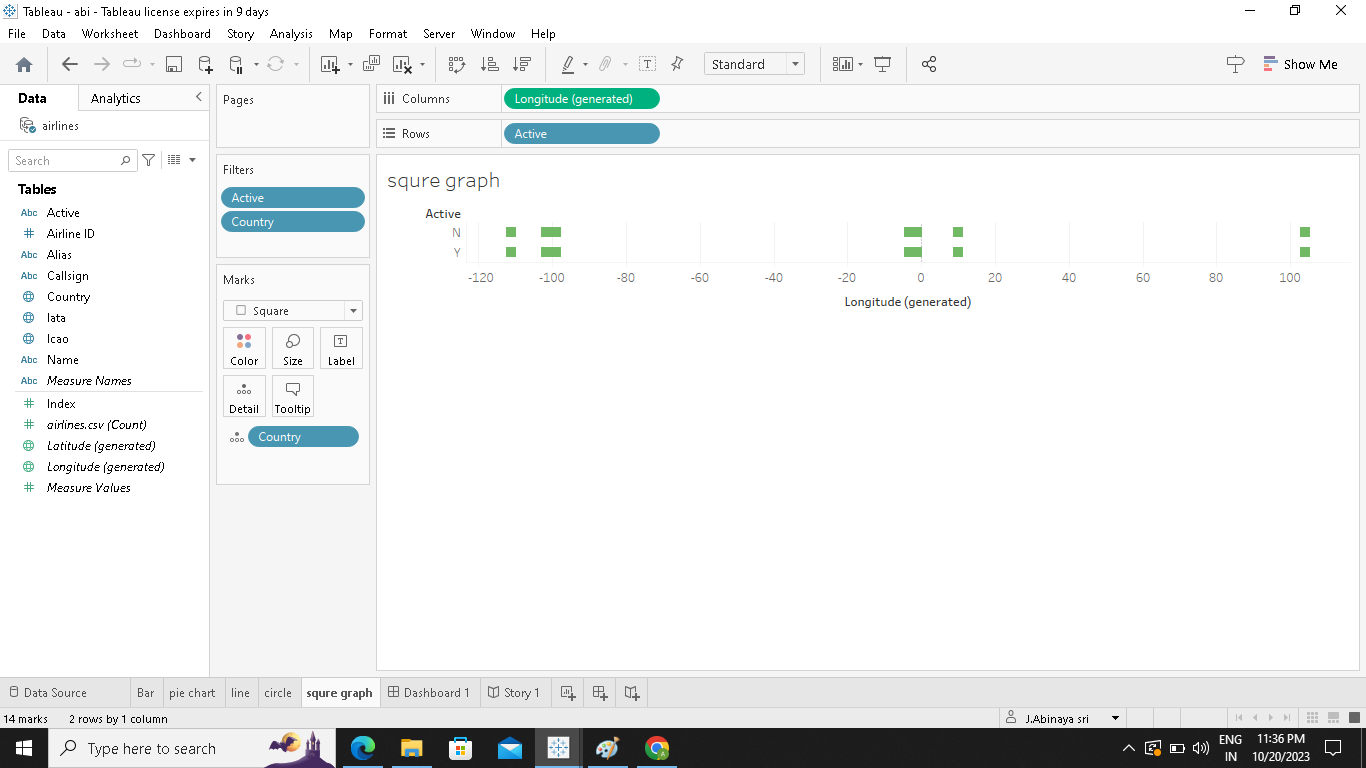 Tableau - abi - Tableau license expires in 9 days
File Data Worksheet Dashboard Story Analysis Map Format Server Window Help
Standard
Show Me
Data Analytics
airlines
Search
Tables
Abc Active
# Airline ID
Abc Alias
Abc Callsign
Country
Iata
Icao
Abc Name
Abc Measure Names
# Index
# airlines.csv (Count)
Latitude (generated)
Longitude (generated)
# Measure Values
Pages
Filters
Active
Country
Marks
Square
Color Size Label
Detail Tooltip
Country
Columns Longitude (generated)
Rows Active
squre graph
Active
N
Y
-120 -100 -80 -60 -40 -20 0 20 40 60 80 100
Longitude (generated)
Data Source Bar pie chart line circle squre graph Dashboard 1 Story 1
14 marks 2 rows by 1 column
J.Abinaya sri
Type here to search
ENG
IN
11:36 PM
10/20/2023